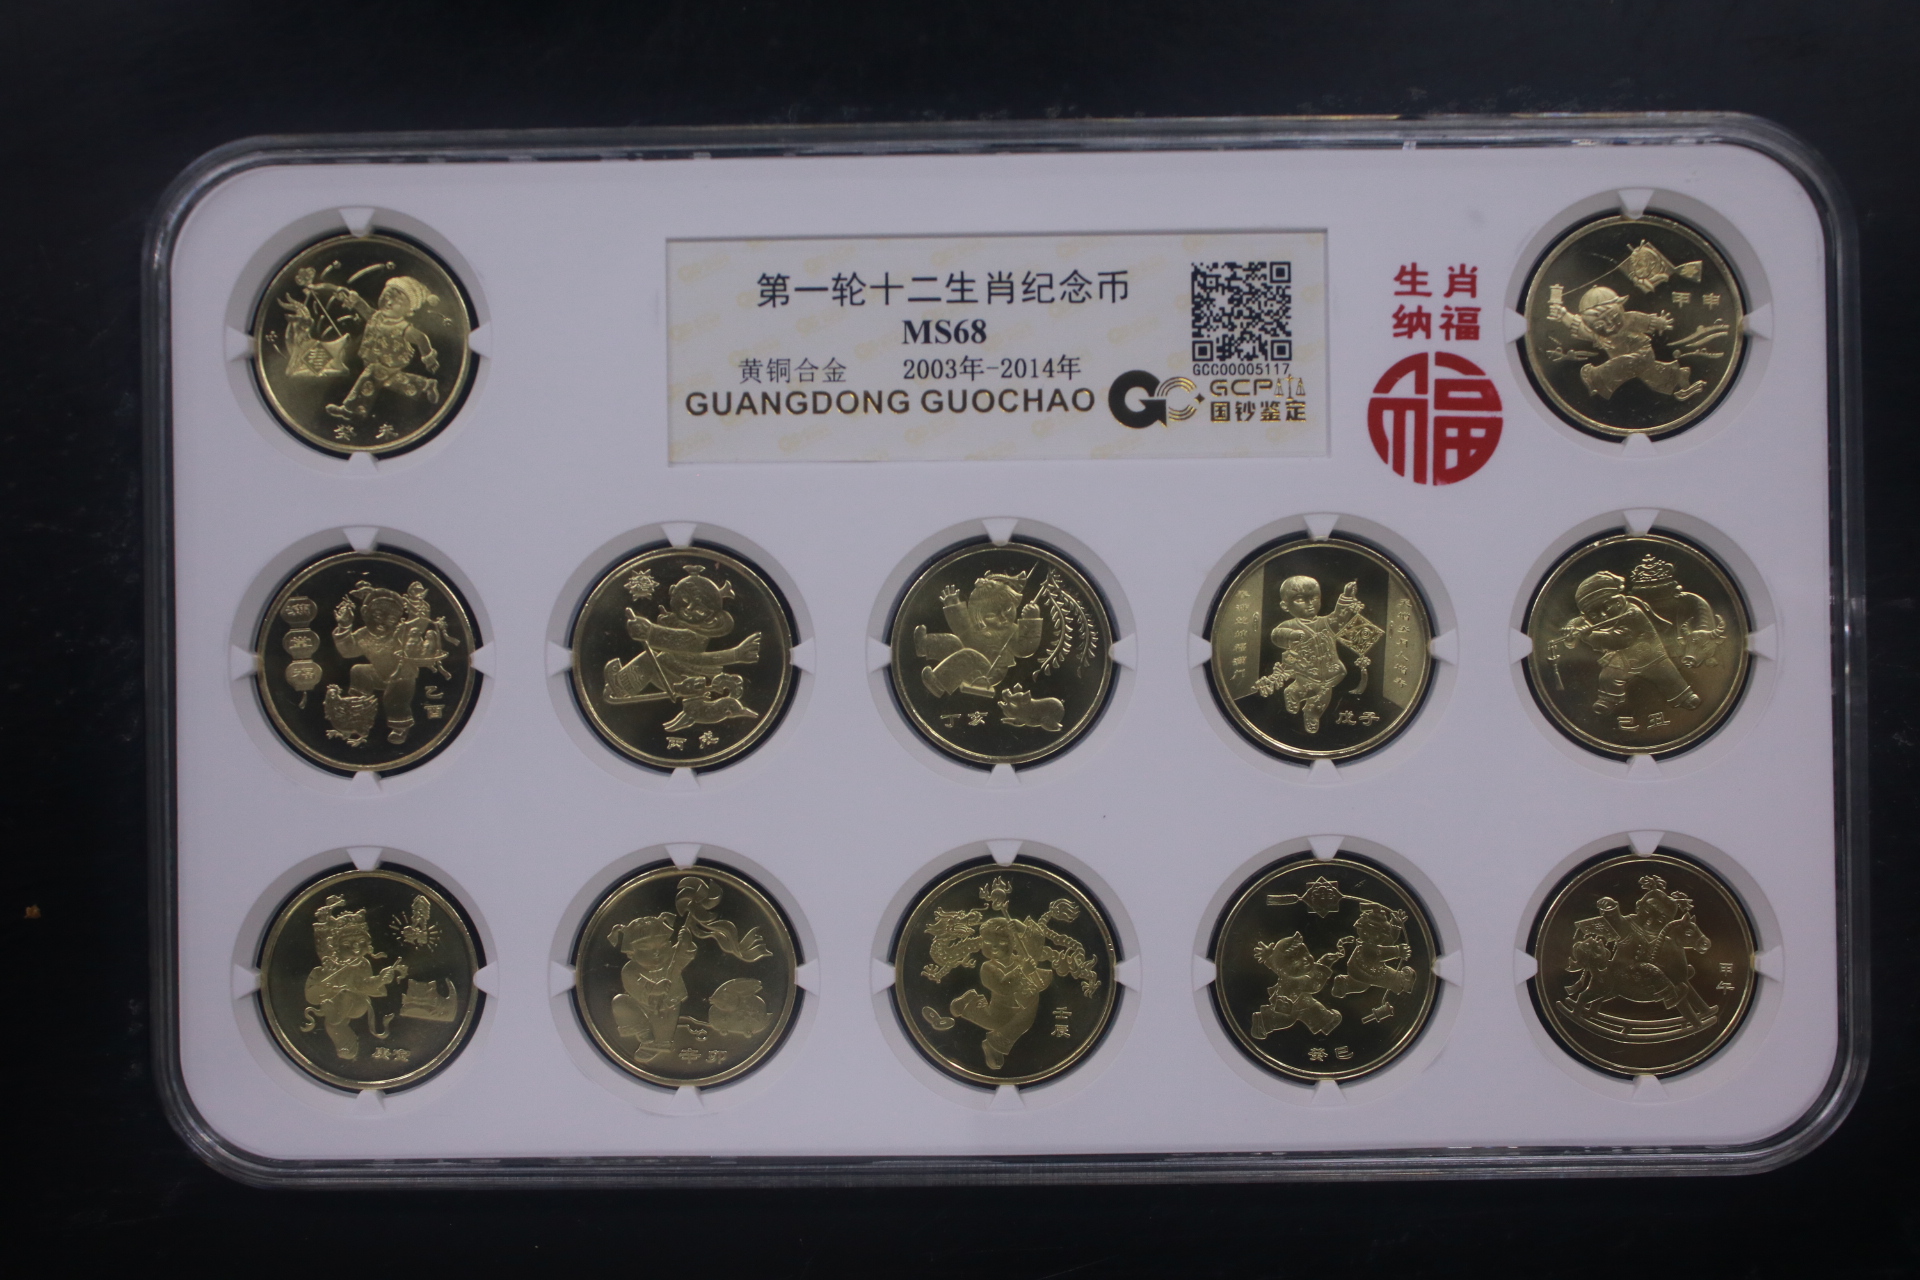 第一轮十二生肖纪念币
MS68
黄铜合金 2003年-2014年
GUANGDONG GUOCHAO
GCC00005117
GCP
国钞鉴定
生肖
纳福
福
癸未
甲申
乙酉
丙戌
丁亥
戊子
己丑
庚寅
辛卯
壬辰
癸巳
甲午